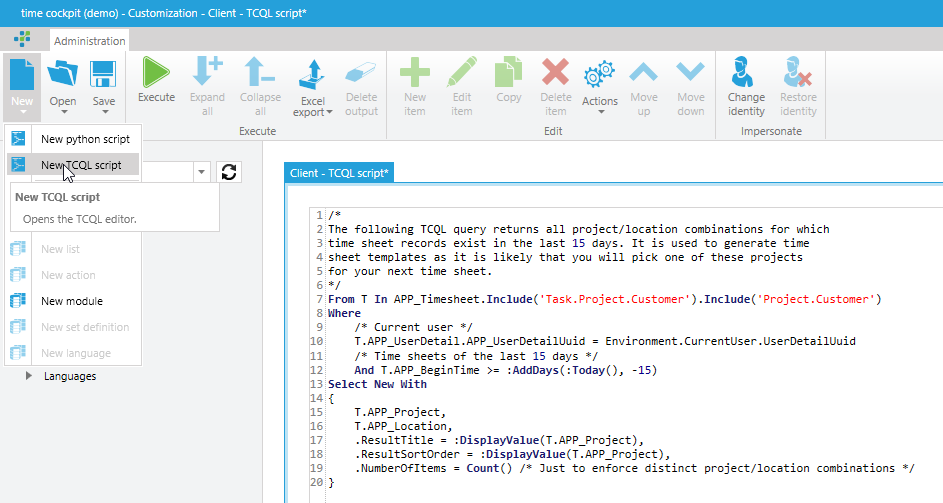 time cockpit (demo) - Customization - Client - TCQL script*
Administration
New
Open
Save
Execute
Expand all
Collapse all
Excel export
Delete output
Execute
New item
Edit item
Copy
Delete item
Actions
Move up
Move down
Edit
Change identity
Restore identity
Impersonate
New python script
New TCQL script
New TCQL script
Opens the TCQL editor.
New list
New action
New module
New set definition
New language
Languages
Client - TCQL script*
1 /*
2 The following TCQL query returns all project/location combinations for which
3 time sheet records exist in the last 15 days. It is used to generate time
4 sheet templates as it is likely that you will pick one of these projects
5 for your next time sheet.
6 */
7 From T In APP_Timesheet.Include('Task.Project.Customer').Include('Project.Customer')
8 Where
9 /* Current user */
10 T.APP_UserDetail.APP_UserDetailUuid = Environment.CurrentUser.UserDetailUuid
11 /* Time sheets of the last 15 days */
12 And T.APP_BeginTime >= :AddDays(:Today(), -15)
13 Select New With
14 {
15 T.APP_Project,
16 T.APP_Location,
17 .ResultTitle = :DisplayValue(T.APP_Project),
18 .ResultSortOrder = :DisplayValue(T.APP_Project),
19 .NumberOfItems = Count() /* Just to enforce distinct project/location combinations */
20 }